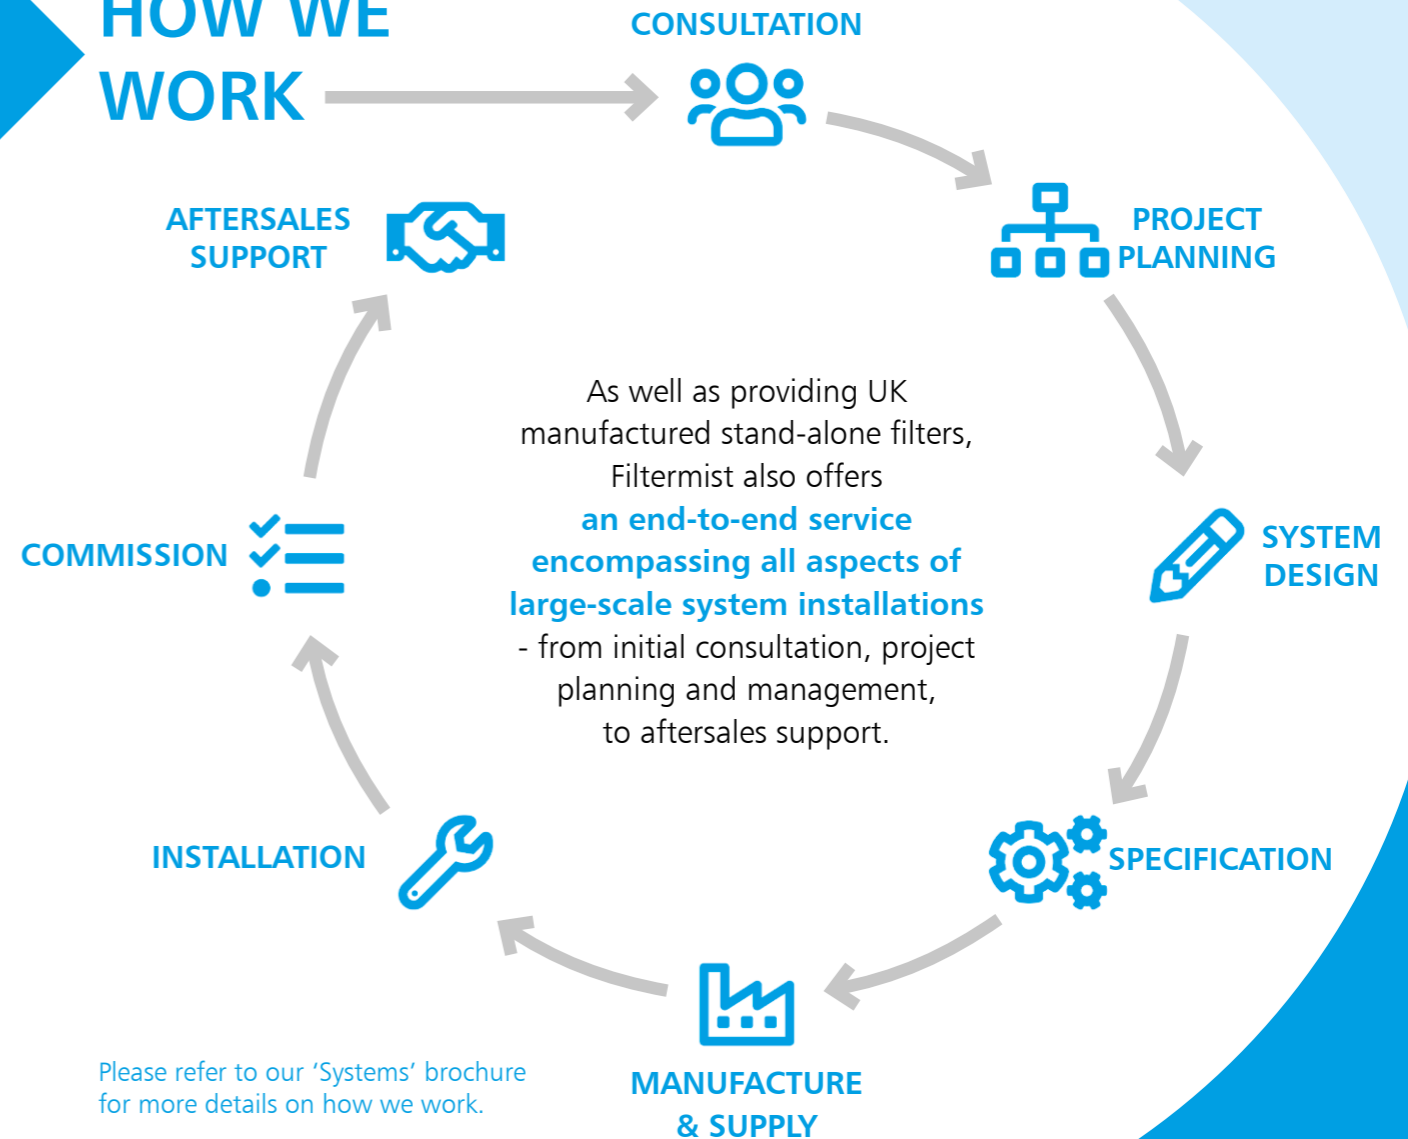 HOW WE
WORK
CONSULTATION
PROJECT
PLANNING
SYSTEM
DESIGN
SPECIFICATION
MANUFACTURE
& SUPPLY
INSTALLATION
COMMISSION
AFTERSALES
SUPPORT
As well as providing UK
manufactured stand-alone filters,
Filtermist also offers
an end-to-end service
encompassing all aspects of
large-scale system installations
- from initial consultation, project
planning and management,
to aftersales support.
Please refer to our ‘Systems’ brochure
for more details on how we work.